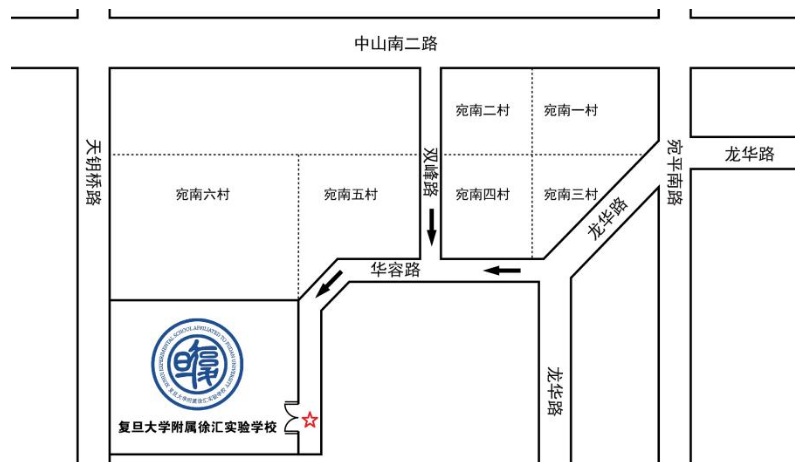 中山南二路
宛南二村
宛南一村
天钥桥路
双峰路
宛平南路
龙华路
宛南六村
宛南五村
宛南四村
宛南三村
龙华路
华容路
龙华路
复旦大学附属徐汇实验学校